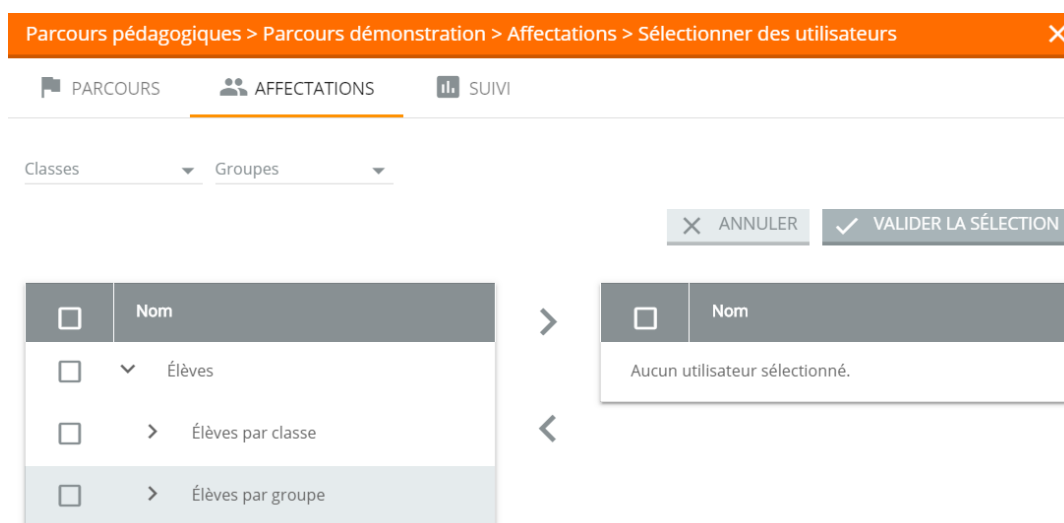 Parcours pédagogiques > Parcours démonstration > Affectations > Sélectionner des utilisateurs
PARCOURS AFFECTATIONS SUIVI
Classes Groupes
ANNULER VALIDER LA SÉLECTION
Nom Nom
Élèves Aucun utilisateur sélectionné.
Élèves par classe
Élèves par groupe